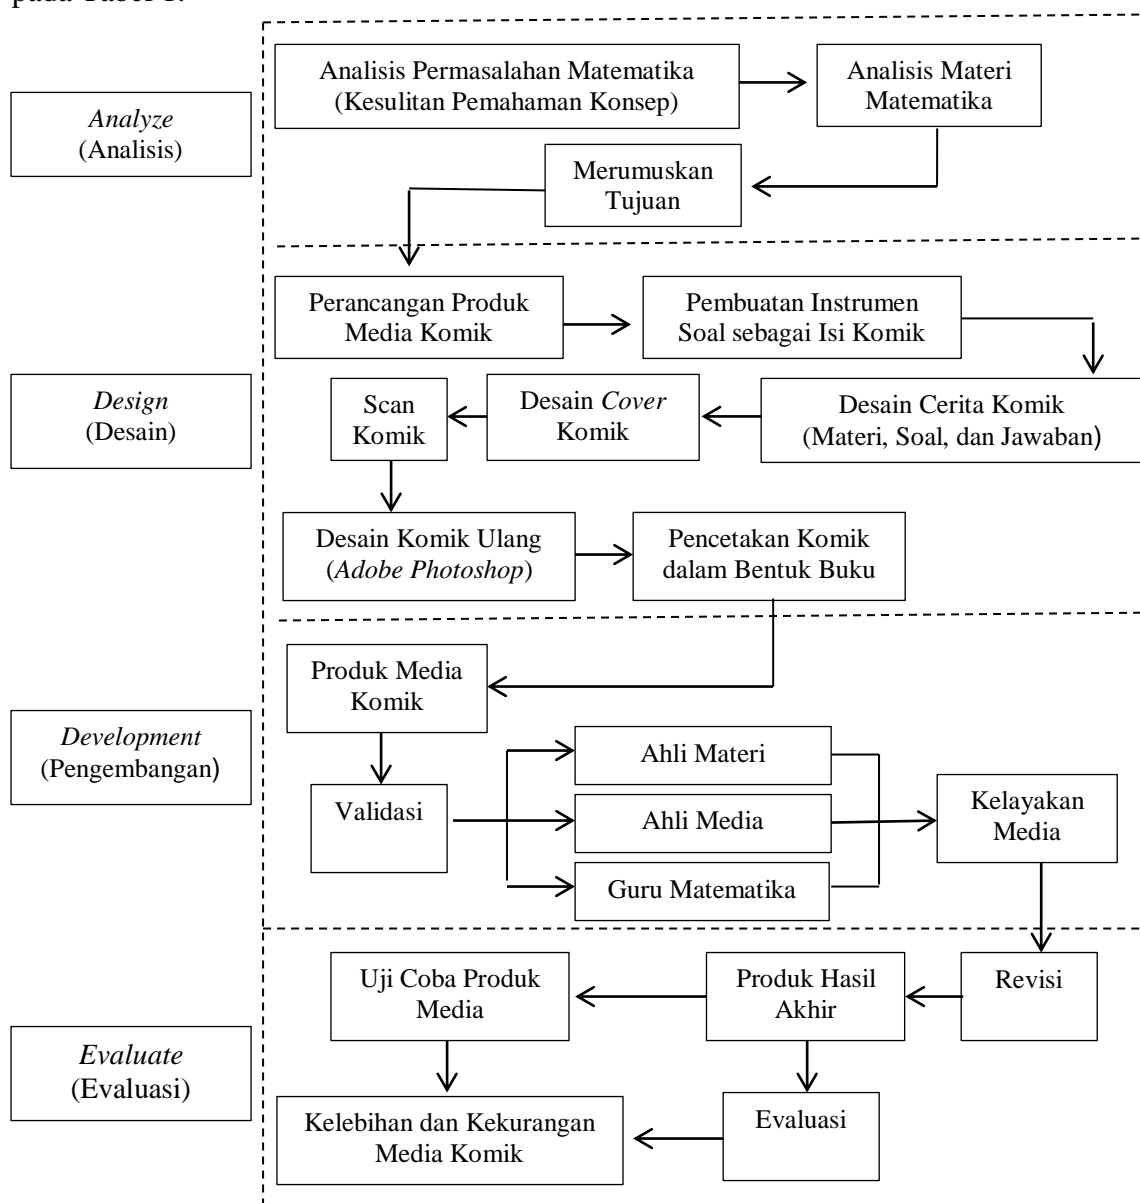 pada Tabel 1.
Analyze
(Analisis)
Analisis Permasalahan Matematika
(Kesulitan Pemahaman Konsep)
Analisis Materi
Matematika
Merumuskan
Tujuan
Design
(Desain)
Perancangan Produk
Media Komik
Pembuatan Instrumen
Soal sebagai Isi Komik
Desain Cerita Komik
(Materi, Soal, dan Jawaban)
Desain Cover
Komik
Scan
Komik
Desain Komik Ulang
(Adobe Photoshop)
Pencetakan Komik
dalam Bentuk Buku
Development
(Pengembangan)
Produk Media
Komik
Validasi
Ahli Materi
Ahli Media
Guru Matematika
Kelayakan
Media
Evaluate
(Evaluasi)
Revisi
Produk Hasil
Akhir
Uji Coba Produk
Media
Evaluasi
Kelebihan dan Kekurangan
Media Komik